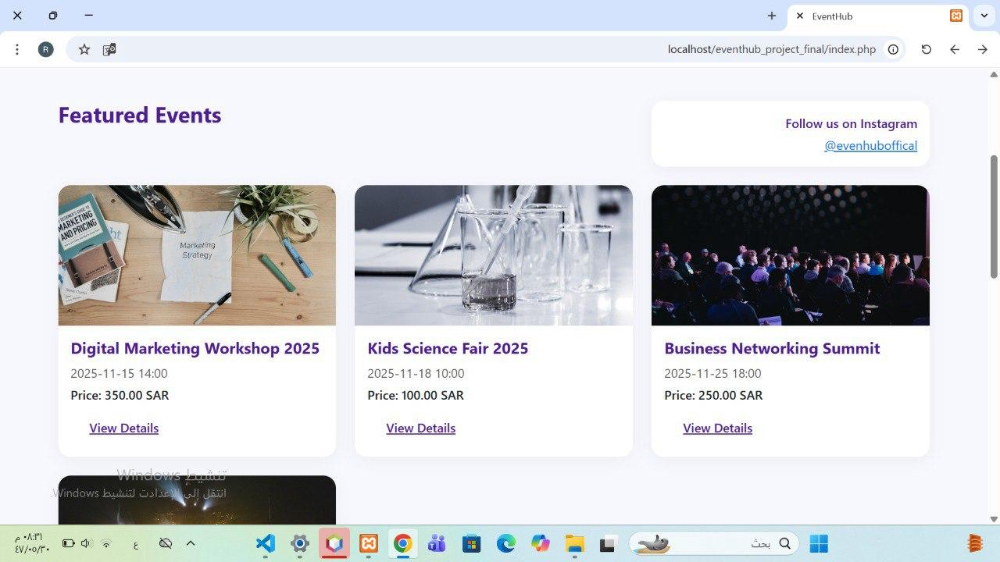 EventHub
localhost/eventhub_project_final/index.php
R
Featured Events
Follow us on Instagram
@evenhuboffical
MARKETING
AND PRICING
Marketing
Strategy
Digital Marketing Workshop 2025
2025-11-15 14:00
Price: 350.00 SAR
View Details
Kids Science Fair 2025
2025-11-18 10:00
Price: 100.00 SAR
View Details
Business Networking Summit
2025-11-25 18:00
Price: 250.00 SAR
View Details
تنشيط Windows
انتقل إلى الإعدادت لتنشيط Windows.
٠٨:٣١ م
٤٧/٠٥/٣٠
ع
بحث